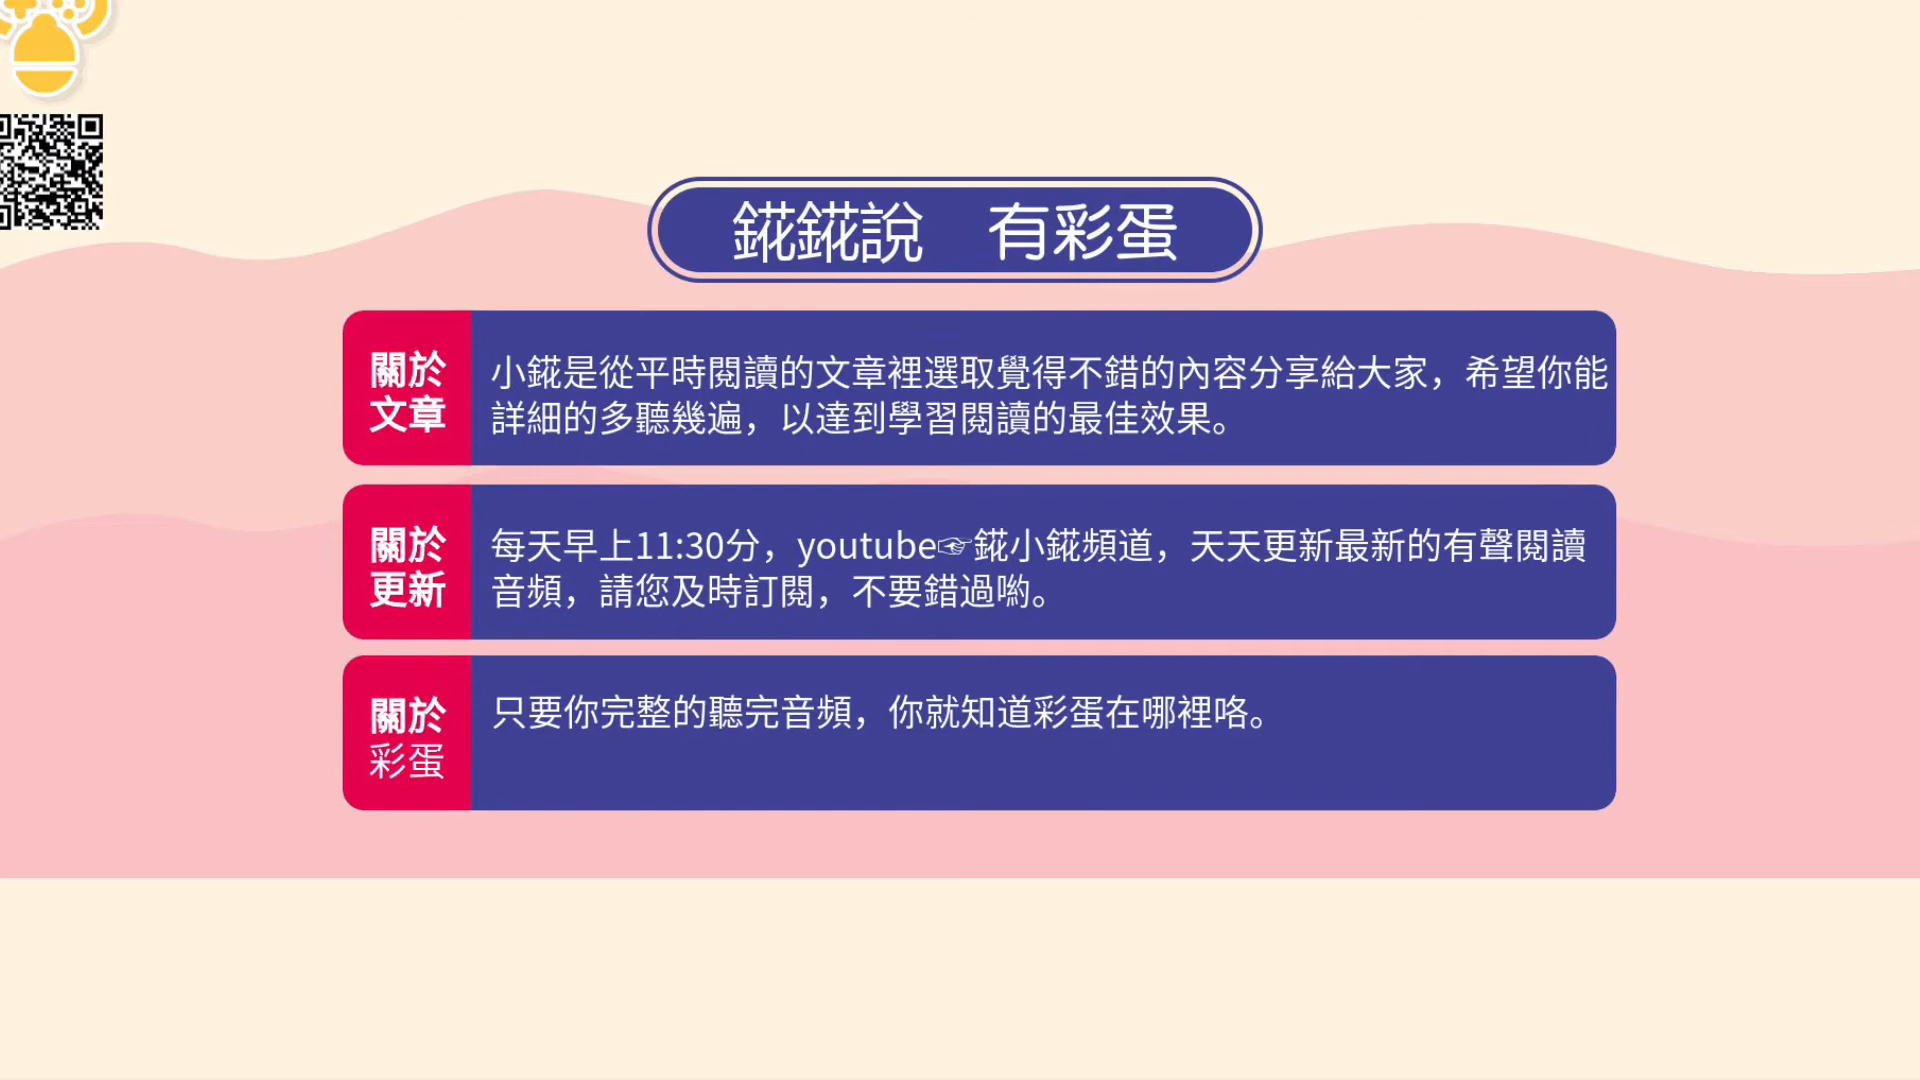 錵錵說　有彩蛋
關於
文章
小錵是從平時閱讀的文章裡選取覺得不錯的內容分享給大家，希望你能
詳細的多聽幾遍，以達到學習閱讀的最佳效果。
關於
更新
每天早上11:30分，youtube☞錵小錵頻道，天天更新最新的有聲閱讀
音頻，請您及時訂閱，不要錯過喲。
關於
彩蛋
只要你完整的聽完音頻，你就知道彩蛋在哪裡咯。